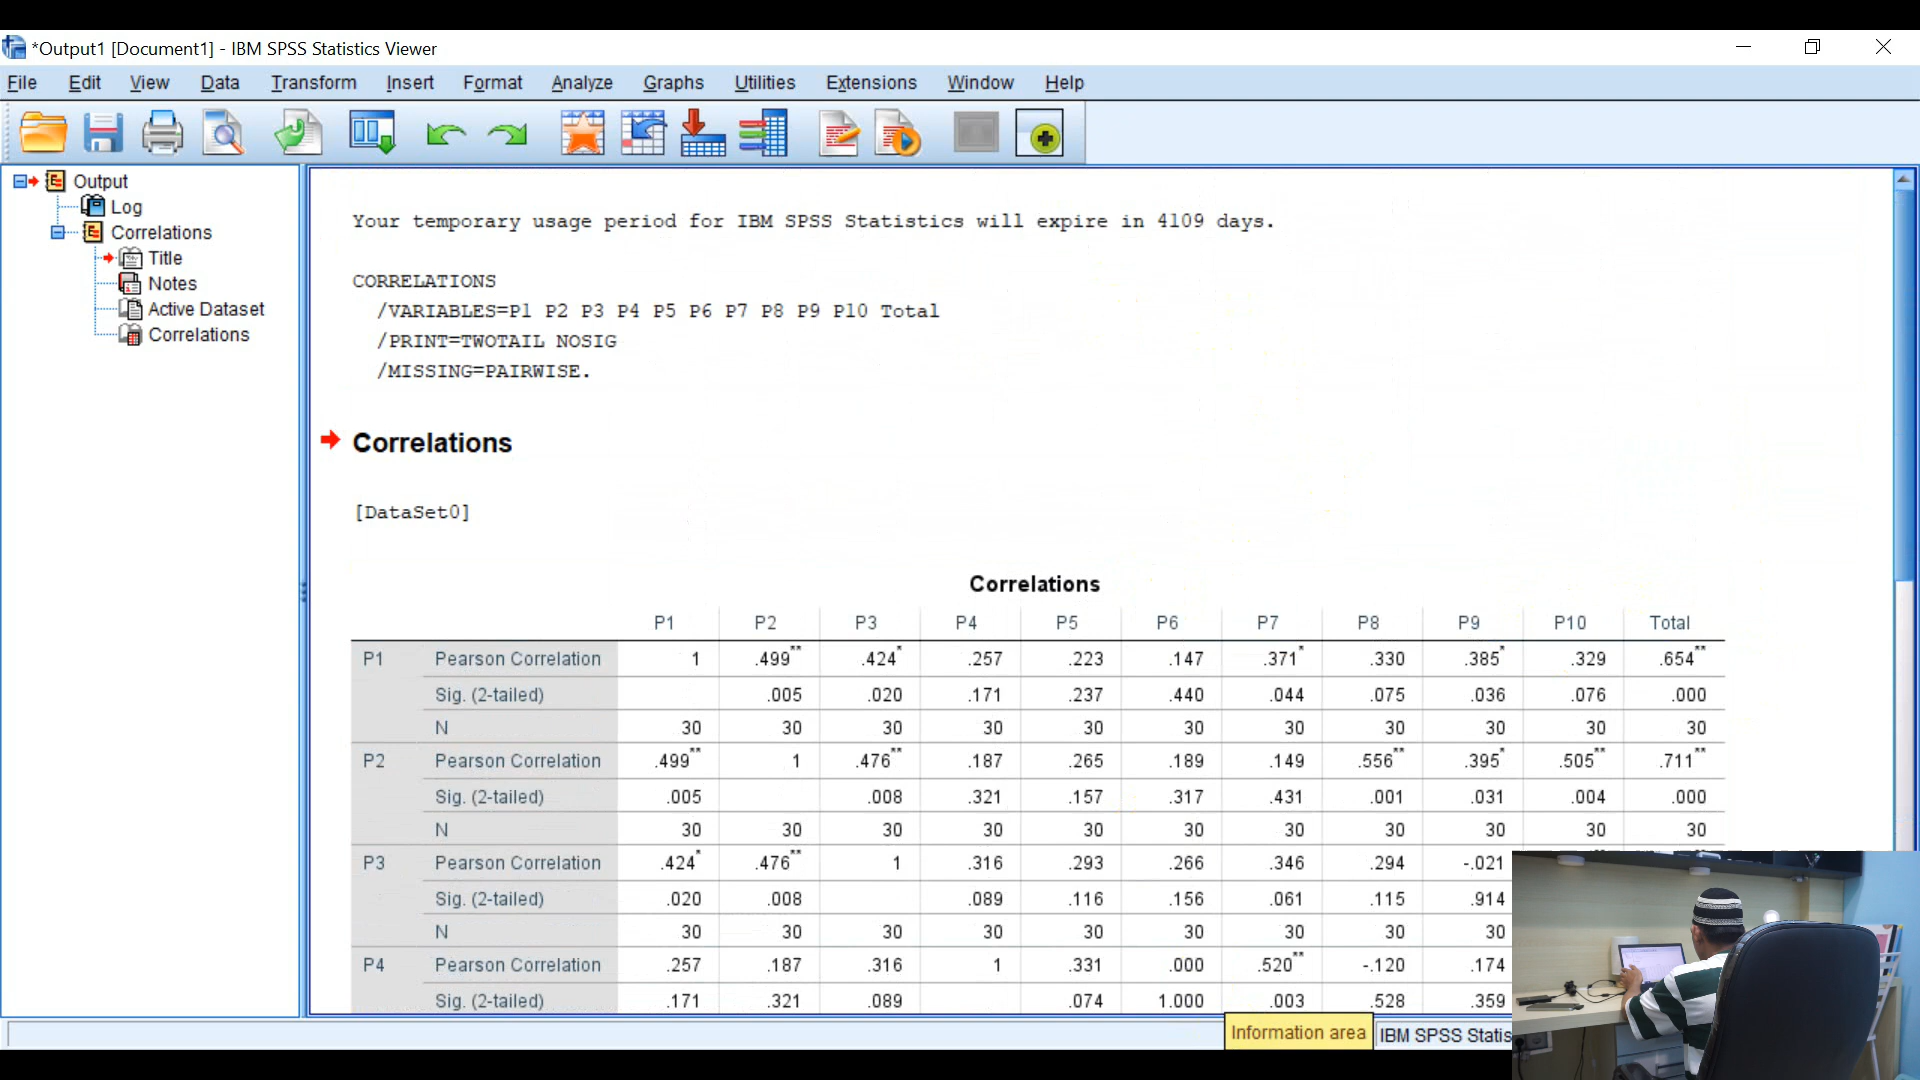 *Output1 [Document1] - IBM SPSS Statistics Viewer
File Edit View Data Transform Insert Format Analyze Graphs Utilities Extensions Window Help
Output
Log
Correlations
Title
Notes
Active Dataset
Correlations
Your temporary usage period for IBM SPSS Statistics will expire in 4109 days.
CORRELATIONS
/VARIABLES=P1 P2 P3 P4 P5 P6 P7 P8 P9 P10 Total
/PRINT=TWOTAIL NOSIG
/MISSING=PAIRWISE.
Correlations
[DataSet0]
Correlations
P1 P2 P3 P4 P5 P6 P7 P8 P9 P10 Total
P1 Pearson Correlation 1 .499** .424* .257 .223 .147 .371* .330 .385* .329 .654**
Sig. (2-tailed) .005 .020 .171 .237 .440 .044 .075 .036 .076 .000
N 30 30 30 30 30 30 30 30 30 30 30
P2 Pearson Correlation .499** 1 .476** .187 .265 .189 .149 .556** .395* .505** .711**
Sig. (2-tailed) .005 .008 .321 .157 .317 .431 .001 .031 .004 .000
N 30 30 30 30 30 30 30 30 30 30 30
P3 Pearson Correlation .424* .476** 1 .316 .293 .266 .346 .294 -.021
Sig. (2-tailed) .020 .008 .089 .116 .156 .061 .115 .914
N 30 30 30 30 30 30 30 30 30
P4 Pearson Correlation .257 .187 .316 1 .331 .000 .520** -.120 .174
Sig. (2-tailed) .171 .321 .089 .074 1.000 .003 .528 .359
Information area IBM SPSS Statis